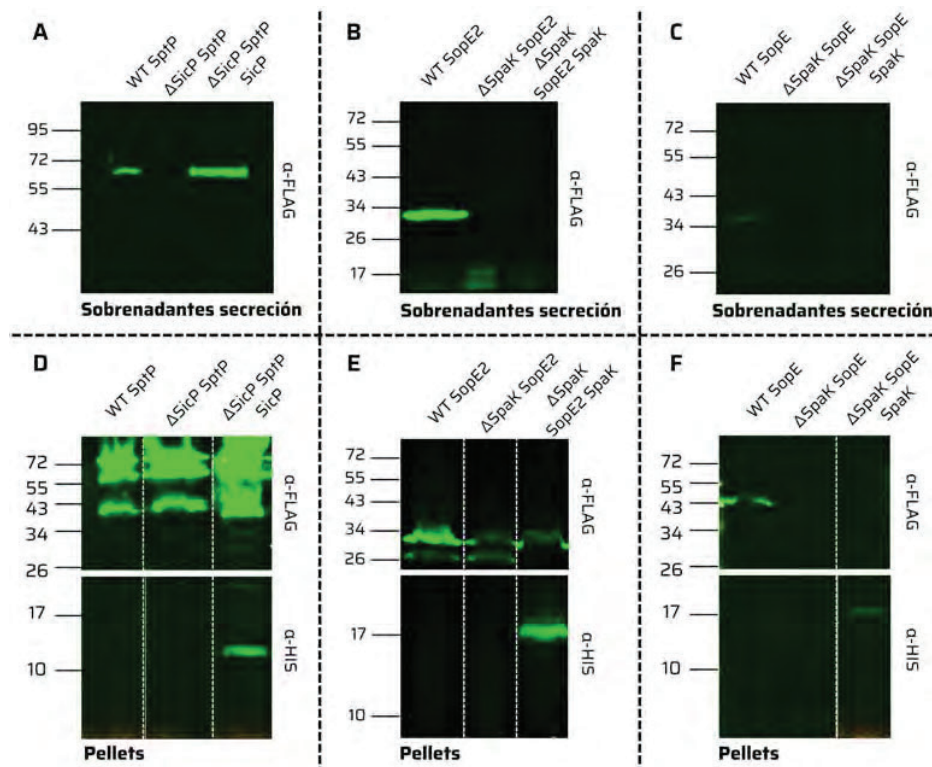 A
WT SptP
ΔSicP SptP
ΔSicP SptP
SicP
95
72
55
43
α-FLAG
Sobrenadantes secreción
B
WT SopE2
ΔSpaK SopE2
ΔSpaK
SopE2 SpaK
72
55
43
34
26
17
α-FLAG
Sobrenadantes secreción
C
WT SopE
ΔSpaK SopE
ΔSpaK SopE
SpaK
72
55
43
34
26
α-FLAG
Sobrenadantes secreción
D
WT SptP
ΔSicP SptP
ΔSicP SptP
SicP
72
55
43
34
26
α-FLAG
17
10
α-HIS
Pellets
E
WT SopE2
ΔSpaK SopE2
ΔSpaK
SopE2 SpaK
72
55
43
34
26
α-FLAG
17
10
α-HIS
Pellets
F
WT SopE
ΔSpaK SopE
ΔSpaK SopE
SpaK
72
55
43
34
26
α-FLAG
17
10
α-HIS
Pellets